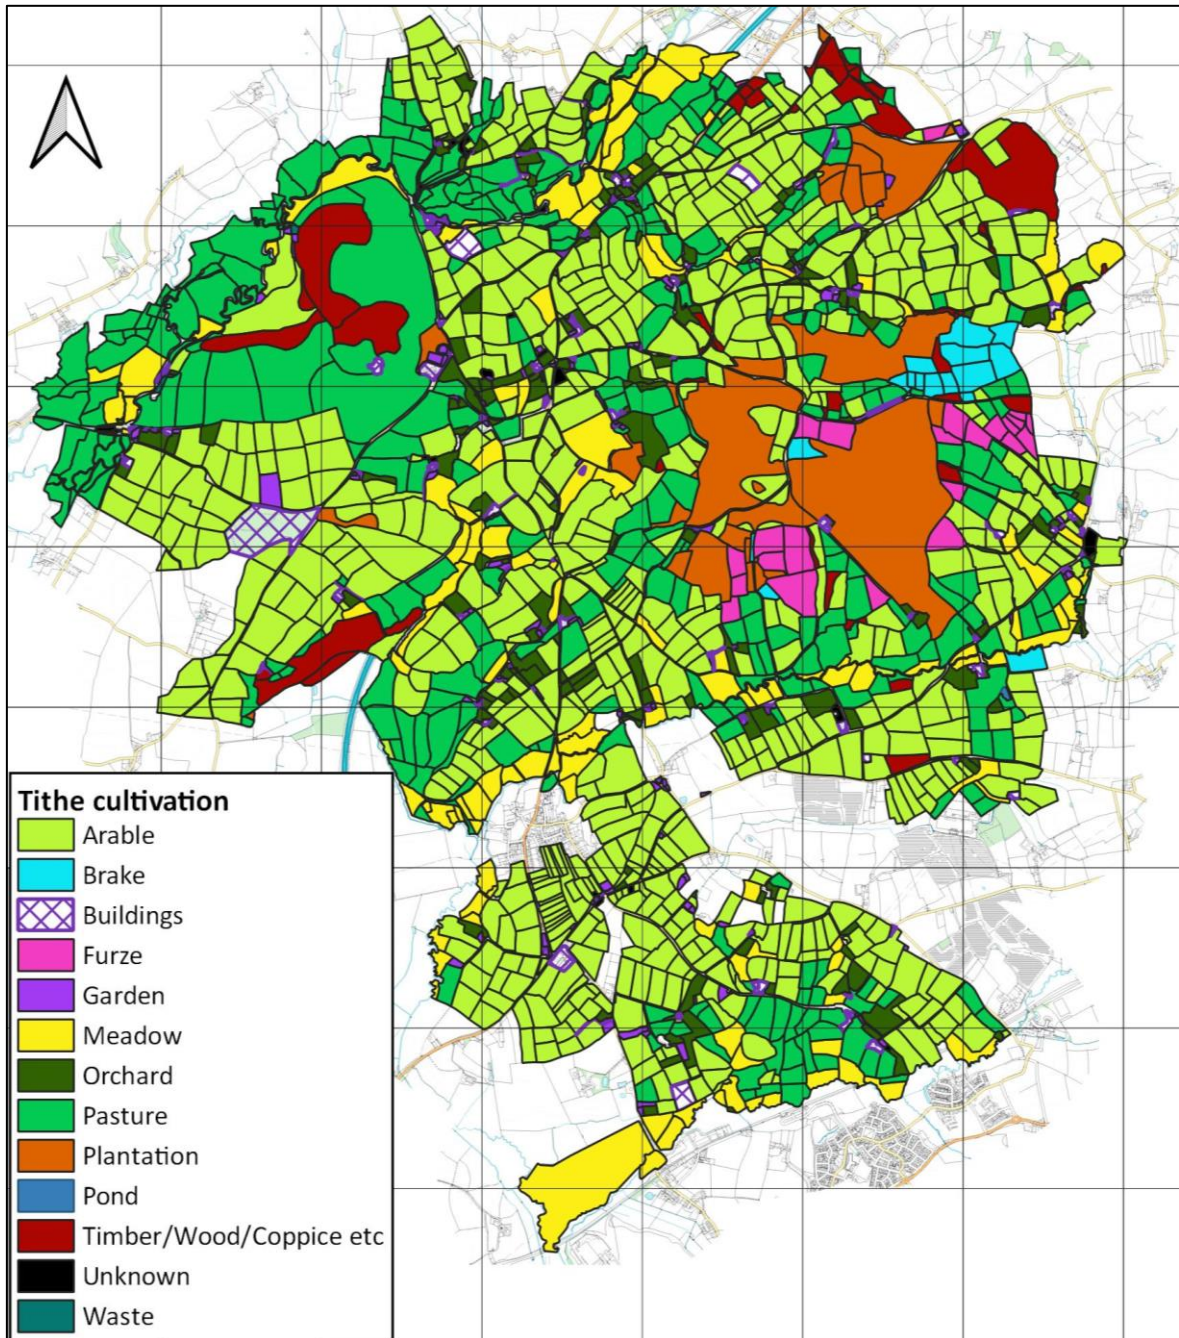 Tithe cultivation
Arable
Brake
Buildings
Furze
Garden
Meadow
Orchard
Pasture
Plantation
Pond
Timber/Wood/Coppice etc
Unknown
Waste